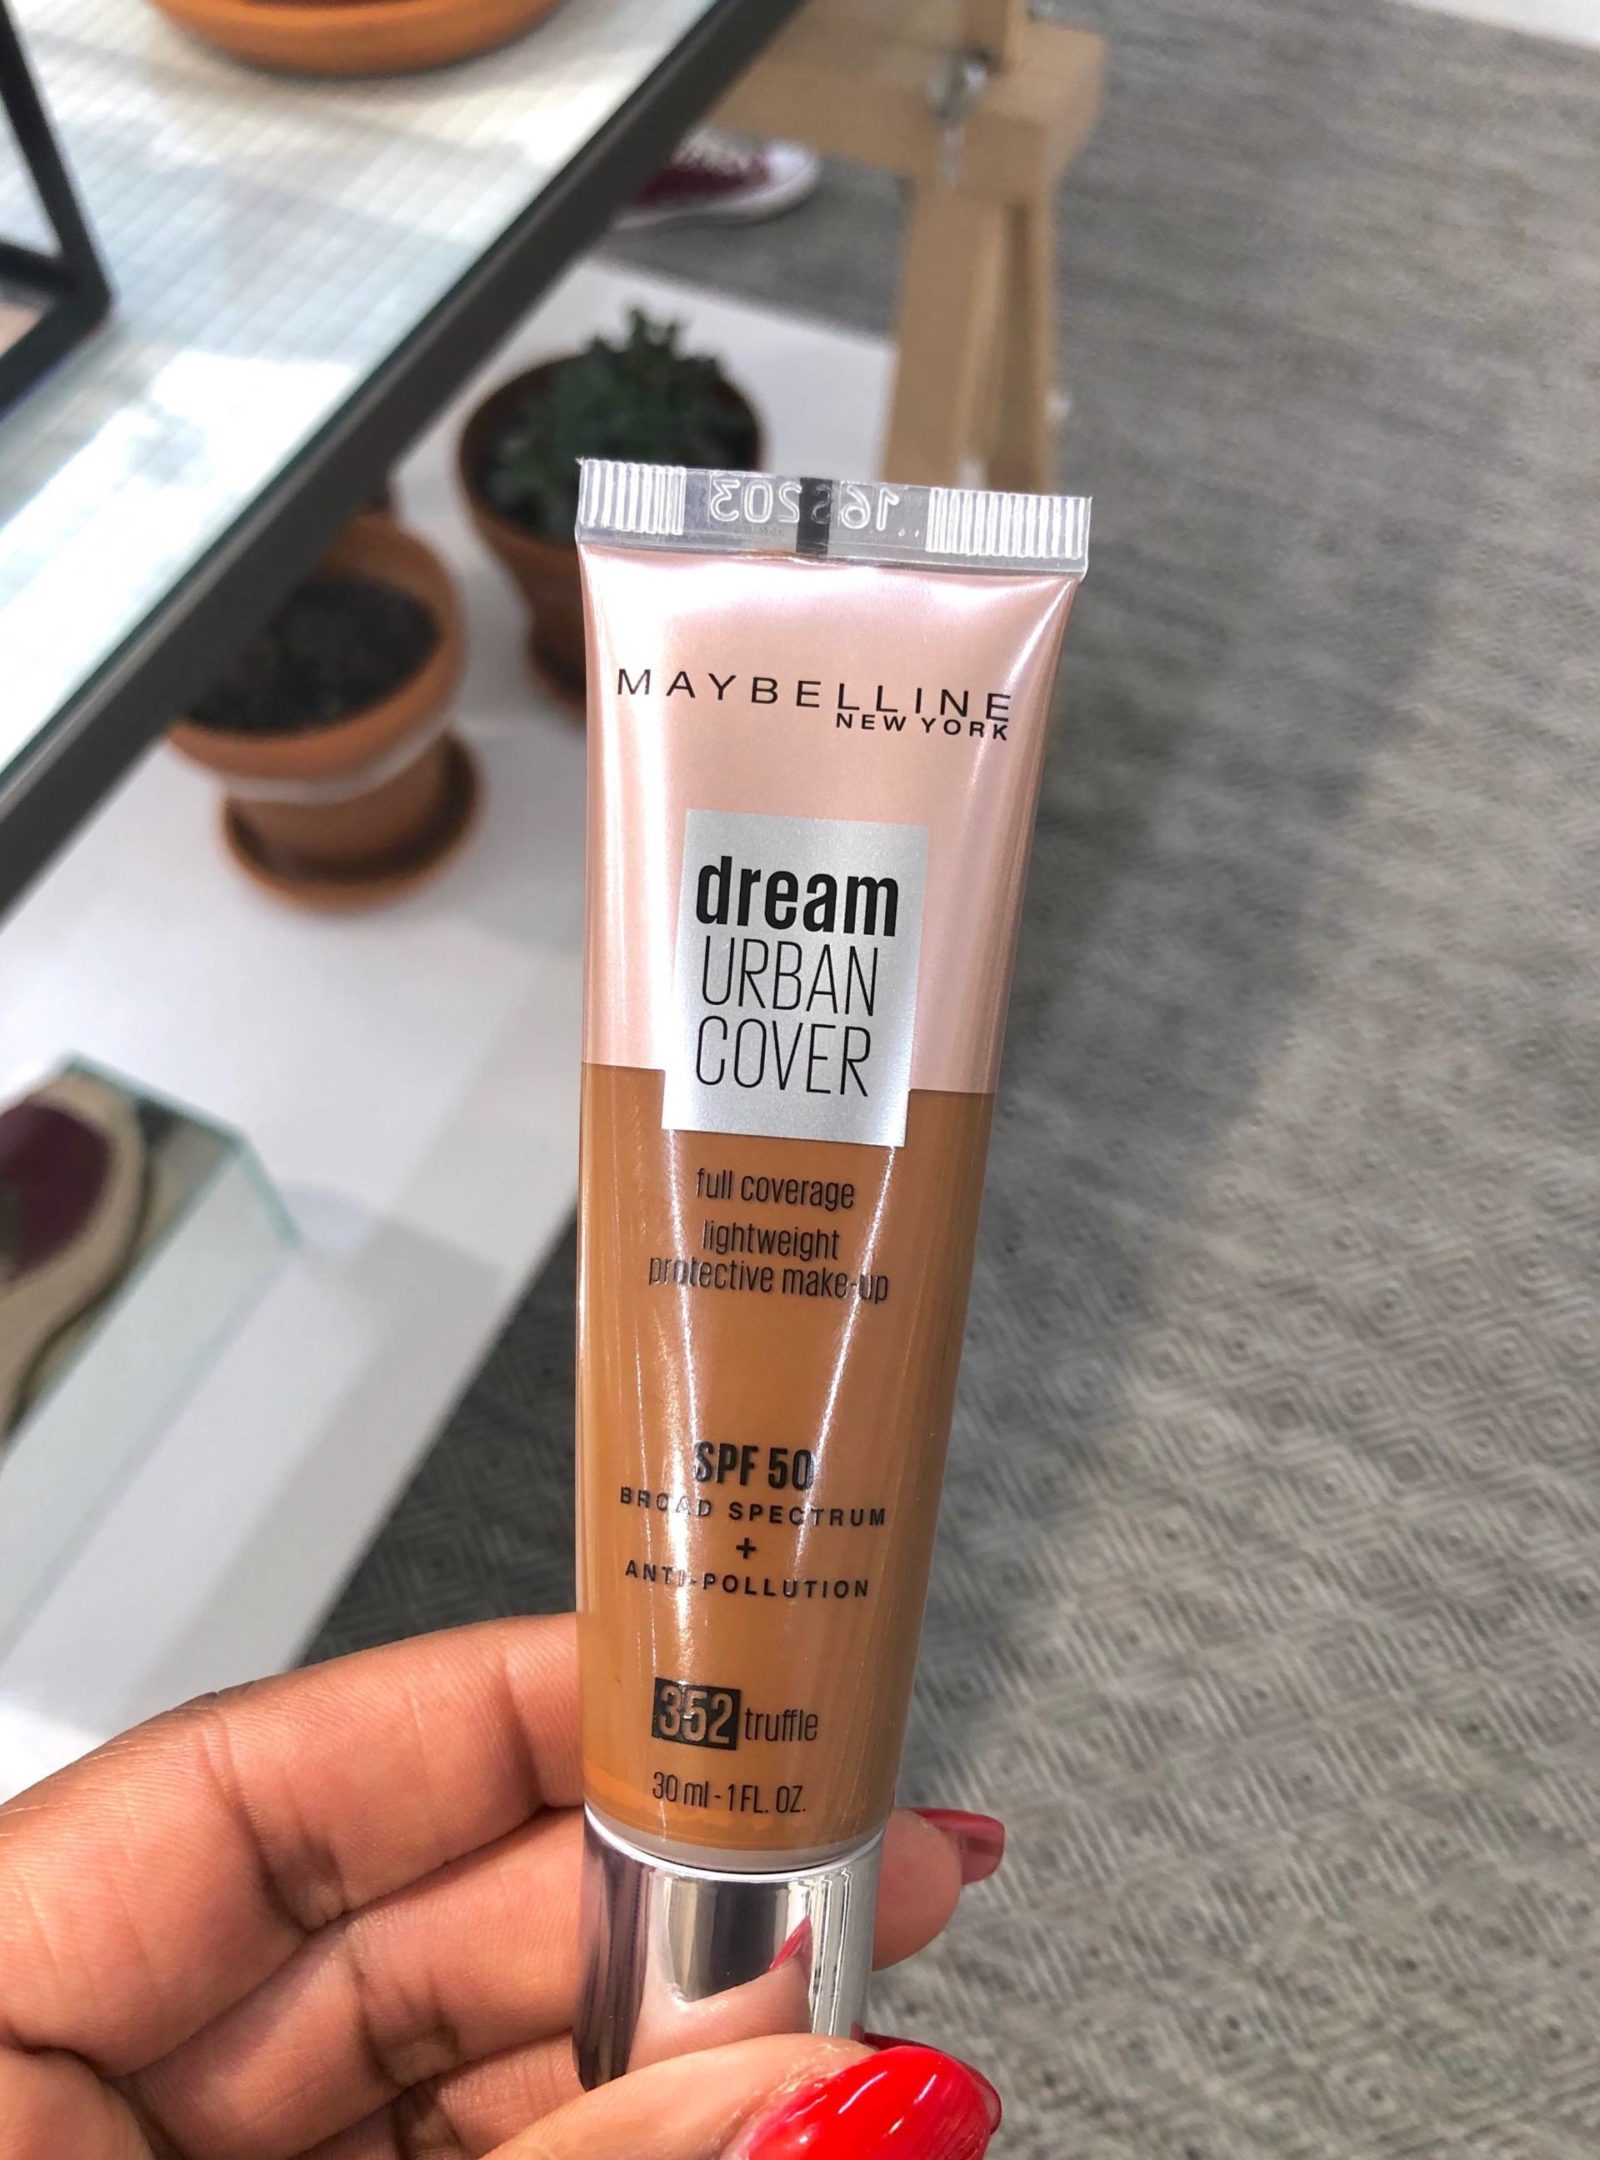 MAYBELLINE
NEW YORK
dream
URBAN
COVER
full coverage
lightweight
protective make-up
SPF 50
BROAD SPECTRUM
+
ANTI-POLLUTION
352 truffle
30 ml - 1 FL. OZ.